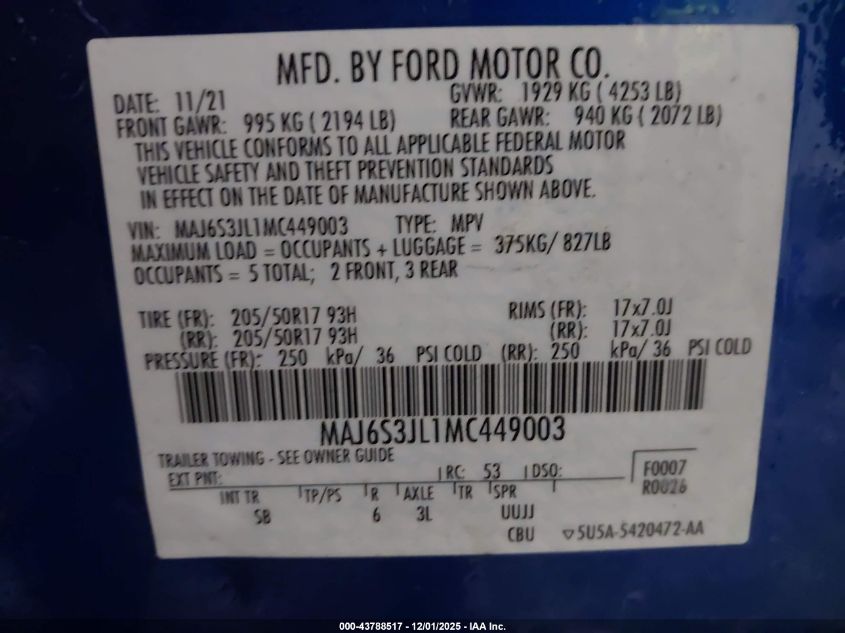 MFD. BY FORD MOTOR CO.
DATE: 11/21 GVWR: 1929 KG ( 4253 LB)
FRONT GAWR: 995 KG ( 2194 LB) REAR GAWR: 940 KG ( 2072 LB)
THIS VEHICLE CONFORMS TO ALL APPLICABLE FEDERAL MOTOR
VEHICLE SAFETY AND THEFT PREVENTION STANDARDS
IN EFFECT ON THE DATE OF MANUFACTURE SHOWN ABOVE.
VIN: MAJ6S3JL1MC449003 TYPE: MPV
MAXIMUM LOAD = OCCUPANTS + LUGGAGE = 375KG/ 827LB
OCCUPANTS = 5 TOTAL; 2 FRONT, 3 REAR
TIRE (FR): 205/50R17 93H RIMS (FR): 17x7.0J
(RR): 205/50R17 93H (RR): 17x7.0J
PRESSURE (FR): 250 kPa/ 36 PSI COLD (RR): 250 kPa/ 36 PSI COLD
MAJ6S3JL1MC449003
TRAILER TOWING - SEE OWNER GUIDE
EXT PNT: RC: 53 DSO: F0007
R0026
INT TR TP/PS R AXLE TR SPR
SB 6 3L UUJJ
CBU 5U5A-5420472-AA
000-43788517 - 12/01/2025 - IAA Inc.